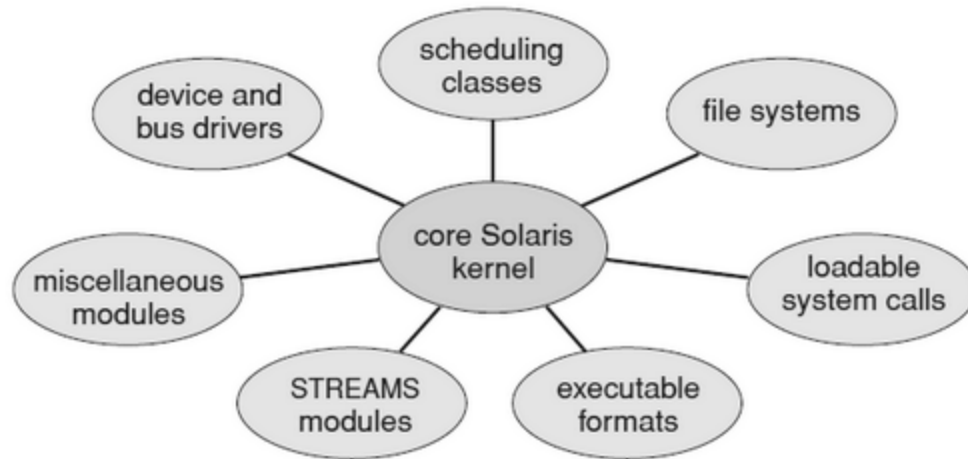 scheduling
classes
device and
bus drivers
file systems
core Solaris
kernel
miscellaneous
modules
loadable
system calls
STREAMS
modules
executable
formats